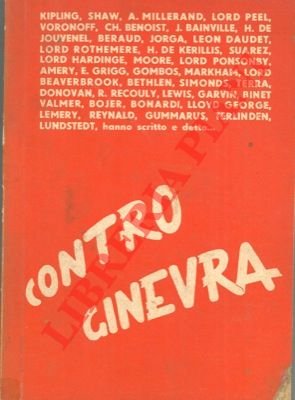 KIPLING, SHAW, A. MILLERAND, LORD PEEL,
VORONOFF, CH. BENOIST, J. BAINVILLE, H. DE
JOUVENEL, BERAUD, JORGA, LEON DAUDET,
LORD ROTHEMERE, H. DE KERILLIS, SUAREZ,
LORD HARDINGE, MOORE, LORD PONSONBY,
AMERY, E. GRIGG, GOMBOS, MARKHAM, LORD
BEAVERBROOK, BETHLEN, SIMONDS, TERRA,
DONOVAN, R. RECOULY, LEWIS, GARVIN, BINET
VALMER, BOJER, BONARDI, LLOYD GEORGE,
LEMERY, REYNALD, GUMMARUS, TERLINDEN,
LUNDSTEDT, hanno scritto e detto...
CONTRO
GINEVRA